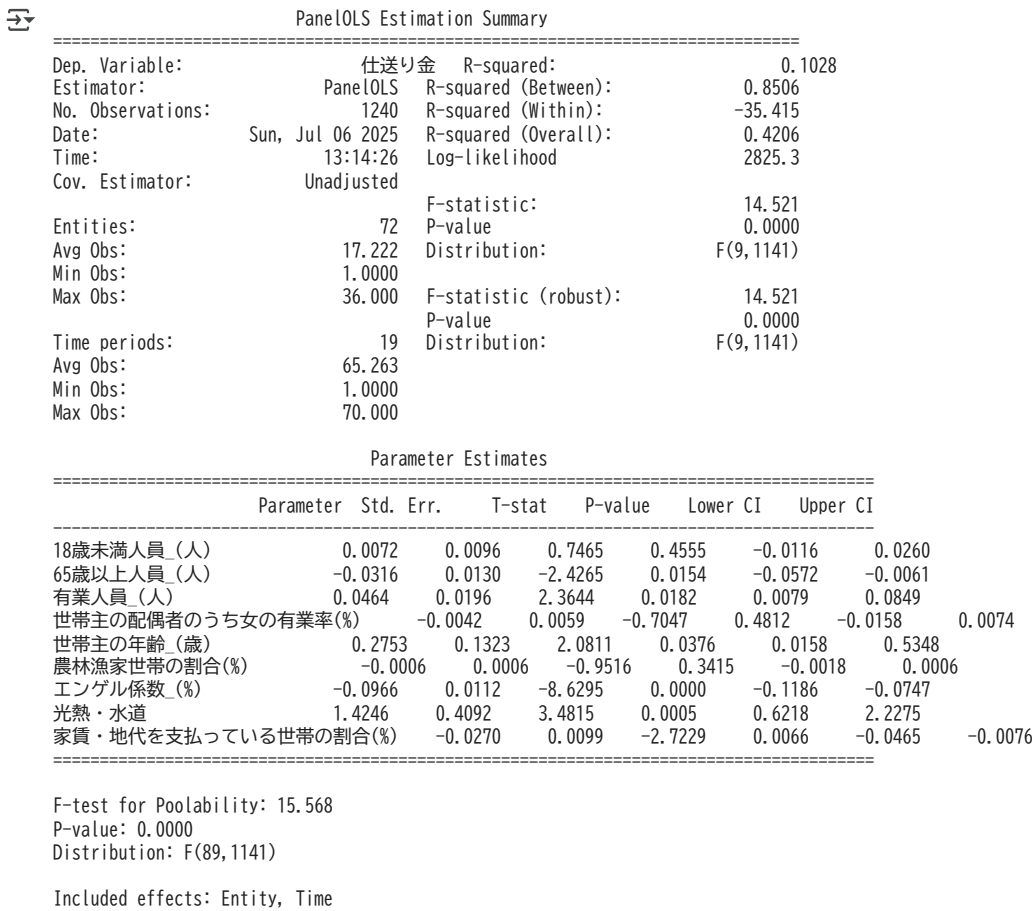 PanelOLS Estimation Summary
================================================================================
Dep. Variable: 仕送り金 R-squared: 0.1028
Estimator: PanelOLS R-squared (Between): 0.8506
No. Observations: 1240 R-squared (Within): -35.415
Date: Sun, Jul 06 2025 R-squared (Overall): 0.4206
Time: 13:14:26 Log-likelihood 2825.3
Cov. Estimator: Unadjusted
F-statistic: 14.521
Entities: 72 P-value 0.0000
Avg Obs: 17.222 Distribution: F(9,1141)
Min Obs: 1.0000
Max Obs: 36.000 F-statistic (robust): 14.521
P-value 0.0000
Time periods: 19 Distribution: F(9,1141)
Avg Obs: 65.263
Min Obs: 1.0000
Max Obs: 70.000
Parameter Estimates
========================================================================================
Parameter Std. Err. T-stat P-value Lower CI Upper CI
----------------------------------------------------------------------------------------
18歳未満人員_(人) 0.0072 0.0096 0.7465 0.4555 -0.0116 0.0260
65歳以上人員_(人) -0.0316 0.0130 -2.4265 0.0154 -0.0572 -0.0061
有業人員_(人) 0.0464 0.0196 2.3644 0.0182 0.0079 0.0849
世帯主の配偶者のうち女の有業率(%) -0.0042 0.0059 -0.7047 0.4812 -0.0158 0.0074
世帯主の年齢_(歳) 0.2753 0.1323 2.0811 0.0376 0.0158 0.5348
農林漁家世帯の割合(%) -0.0006 0.0006 -0.9516 0.3415 -0.0018 0.0006
エンゲル係数_(%) -0.0966 0.0112 -8.6295 0.0000 -0.1186 -0.0747
光熱・水道 1.4246 0.4092 3.4815 0.0005 0.6218 2.2275
家賃・地代を支払っている世帯の割合(%) -0.0270 0.0099 -2.7229 0.0066 -0.0465 -0.0076
========================================================================================
F-test for Poolability: 15.568
P-value: 0.0000
Distribution: F(89,1141)
Included effects: Entity, Time